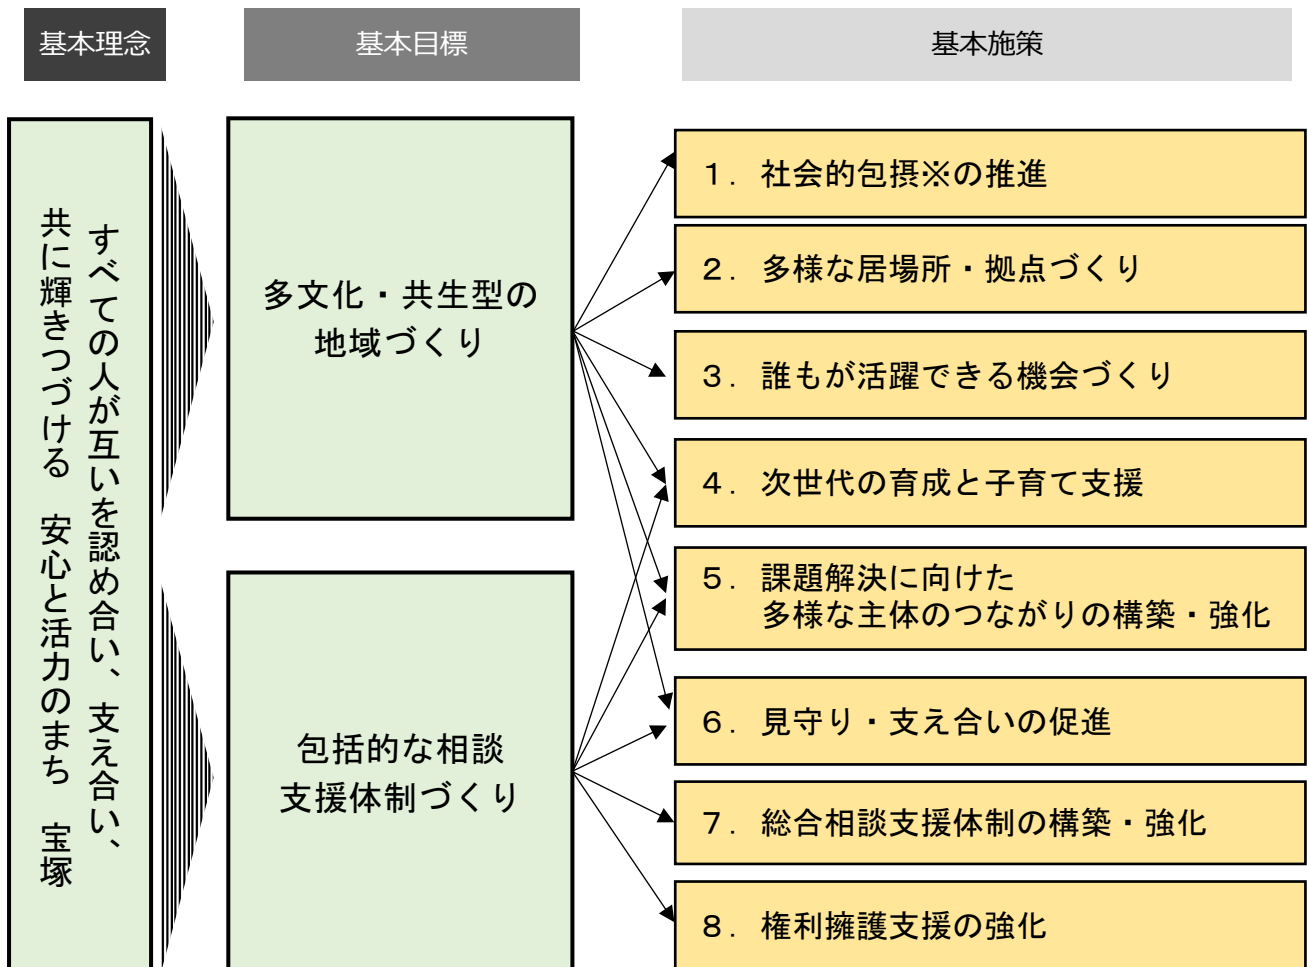 基本理念
基本目標
基本施策
すべての人が互いを認め合い、支え合い、
共に輝きつづける　安心と活力のまち　宝塚
多文化・共生型の
地域づくり
包括的な相談
支援体制づくり
１．社会的包摂※の推進
２．多様な居場所・拠点づくり
３．誰もが活躍できる機会づくり
４．次世代の育成と子育て支援
５．課題解決に向けた
多様な主体のつながりの構築・強化
６．見守り・支え合いの促進
７．総合相談支援体制の構築・強化
８．権利擁護支援の強化